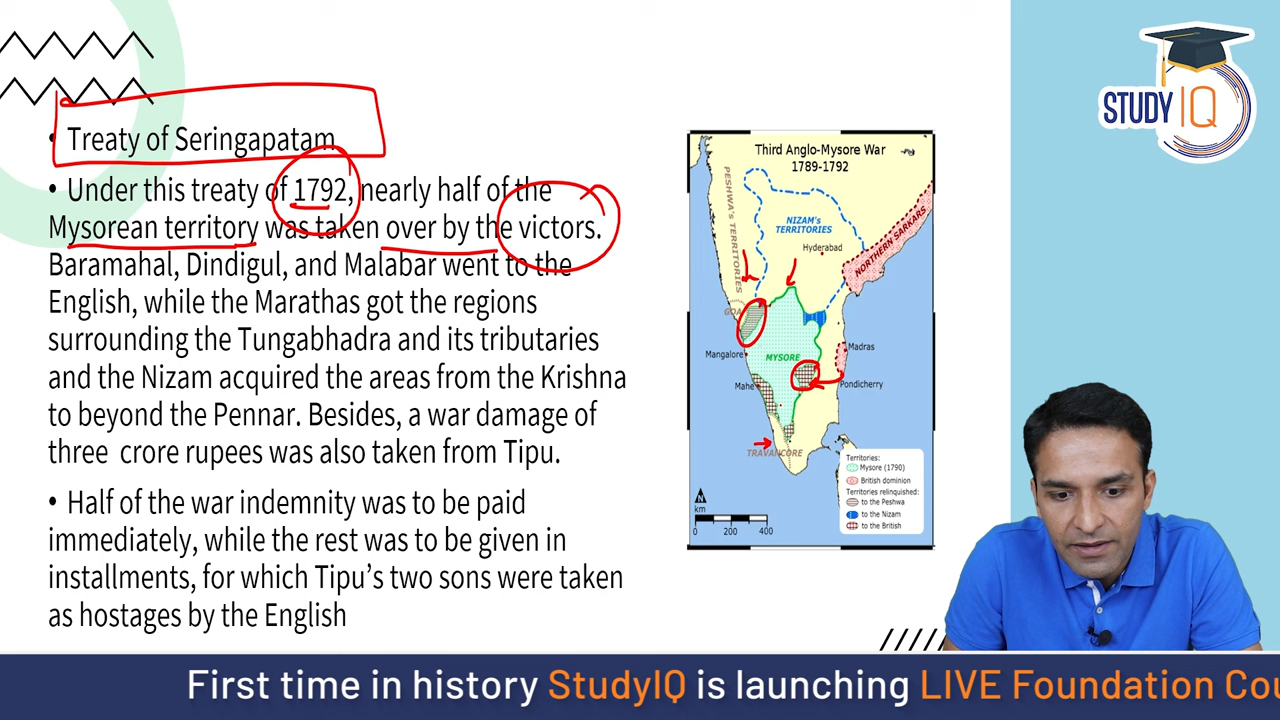 • Treaty of Seringapatam
• Under this treaty of 1792, nearly half of the
Mysorean territory was taken over by the victors.
Baramahal, Dindigul, and Malabar went to the
English, while the Marathas got the regions
surrounding the Tungabhadra and its tributaries
and the Nizam acquired the areas from the Krishna
to beyond the Pennar. Besides, a war damage of
three crore rupees was also taken from Tipu.
• Half of the war indemnity was to be paid
immediately, while the rest was to be given in
installments, for which Tipu’s two sons were taken
as hostages by the English
Third Anglo-Mysore War
1789-1792
PESHWA's TERRITORIES
NIZAM's
TERRITORIES
Hyderabad
NORTHERN SARKARS
GOA
Mangalore
MYSORE
Madras
Mahe
Pondicherry
TRAVANCORE
N
km
0 200 400
Territories:
Mysore (1790)
British dominion
Territories relinquished:
to the Peshwa
to the Nizam
to the British
STUDY IQ
First time in history StudyIQ is launching LIVE Foundation Cou